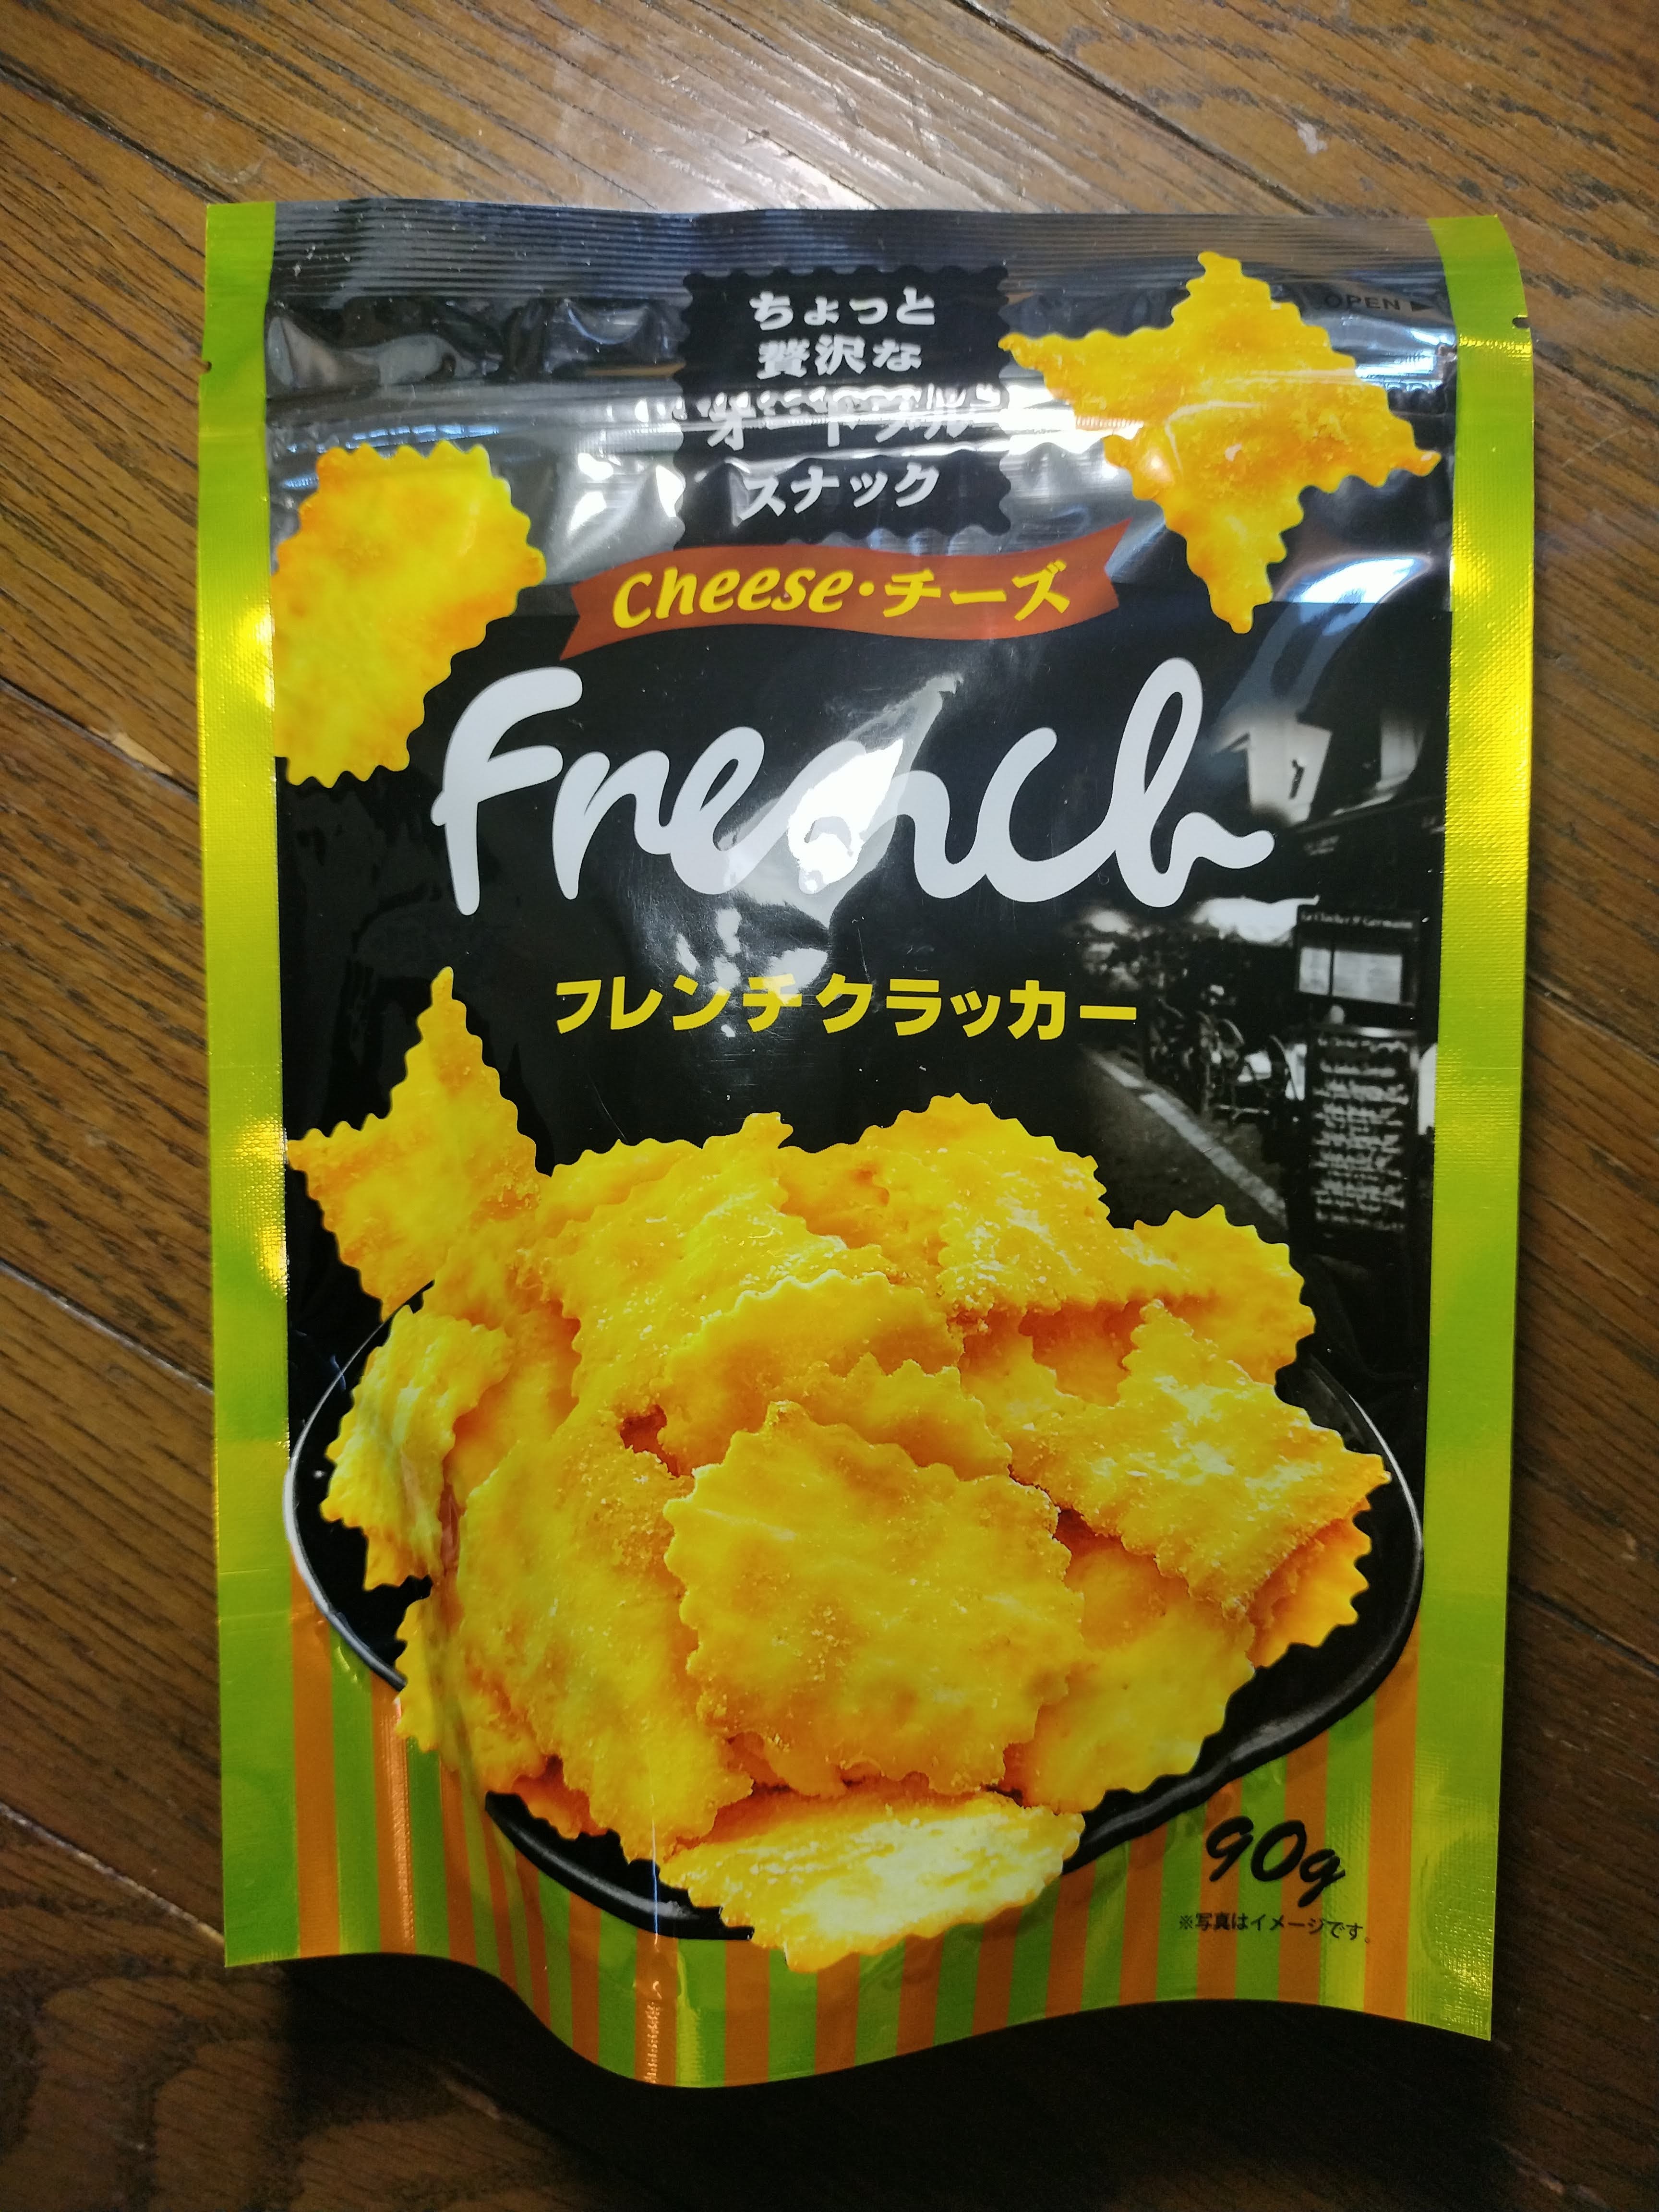 OPEN
ちょっと
贅沢な
オードブル
スナック
Cheese・チーズ
French
フレンチクラッカー
90g
※写真はイメージです。